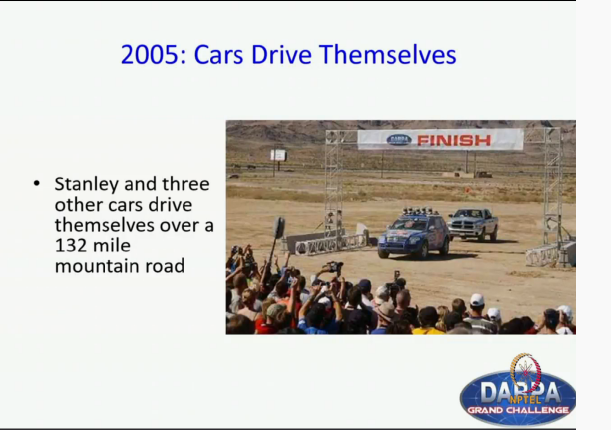 2005: Cars Drive Themselves
• Stanley and three
other cars drive
themselves over a
132 mile
mountain road
DARPA FINISH
DARPA
NPTEL
GRAND CHALLENGE